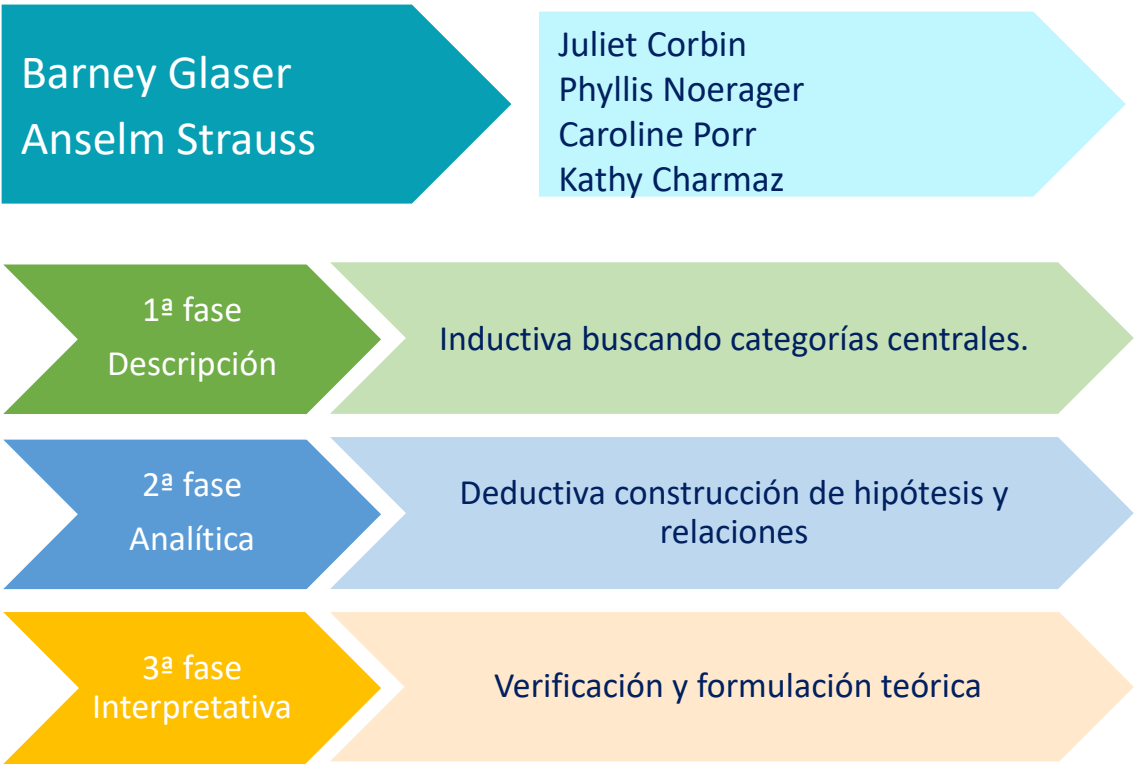 Barney Glaser
Anselm Strauss
Juliet Corbin
Phyllis Noerager
Caroline Porr
Kathy Charmaz
1ª fase
Descripción
Inductiva buscando categorías centrales.
2ª fase
Analítica
Deductiva construcción de hipótesis y
relaciones
3ª fase
Interpretativa
Verificación y formulación teórica